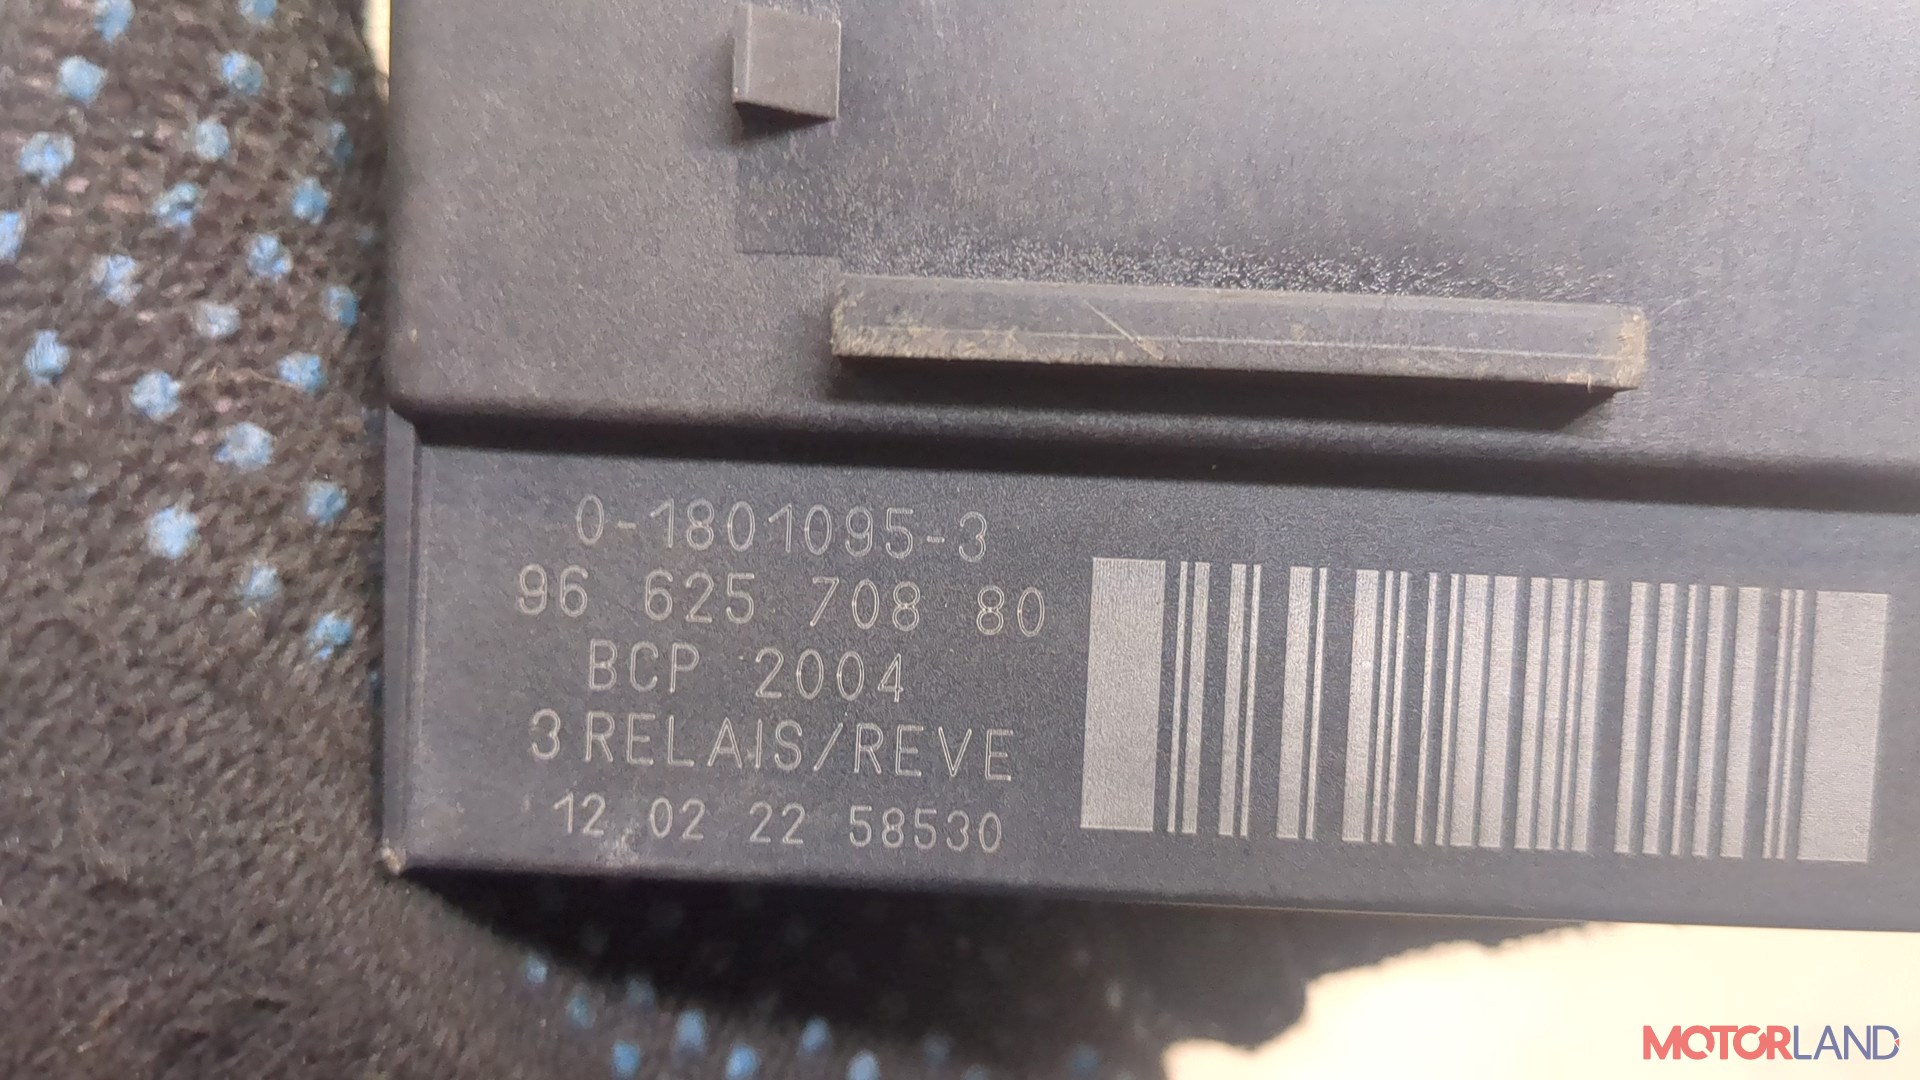 0-1801095-3
96 625 708 80
BCP 2004
3 RELAIS/REVE
12 02 22 58530
MOTORLAND